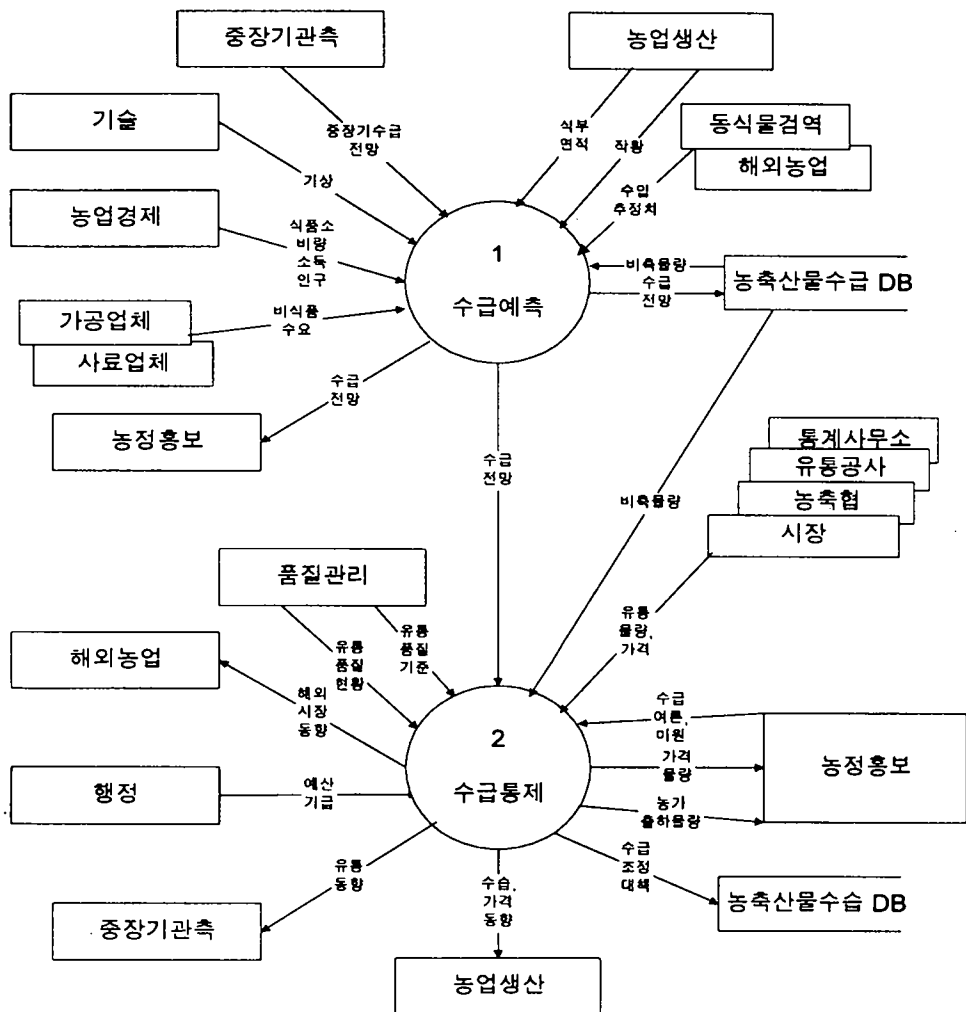 중장기관측
농업생산
기술
동식물검역
해외농업
중장기수급
전망
식부
면적
작황
기상
수입
추정치
농업경제
식품소
비량
소득
인구
1
수급예측
비축물량
수급
전망
농축산물수급 DB
가공업체
사료업체
비식품
수요
수급
전망
농정홍보
수급
전망
비축물량
통계사무소
유통공사
농축협
시장
품질관리
유통
물량,
가격
해외농업
유통
품질
현황
유통
품질
기준
해외
시장
동향
2
수급통제
수급
여론,
미원
가격
물량
농가
출하물량
농정홍보
행정
예산
기급
유통
동향
수습,
가격
동향
수급
조정
대책
농축산물수습 DB
중장기관측
농업생산